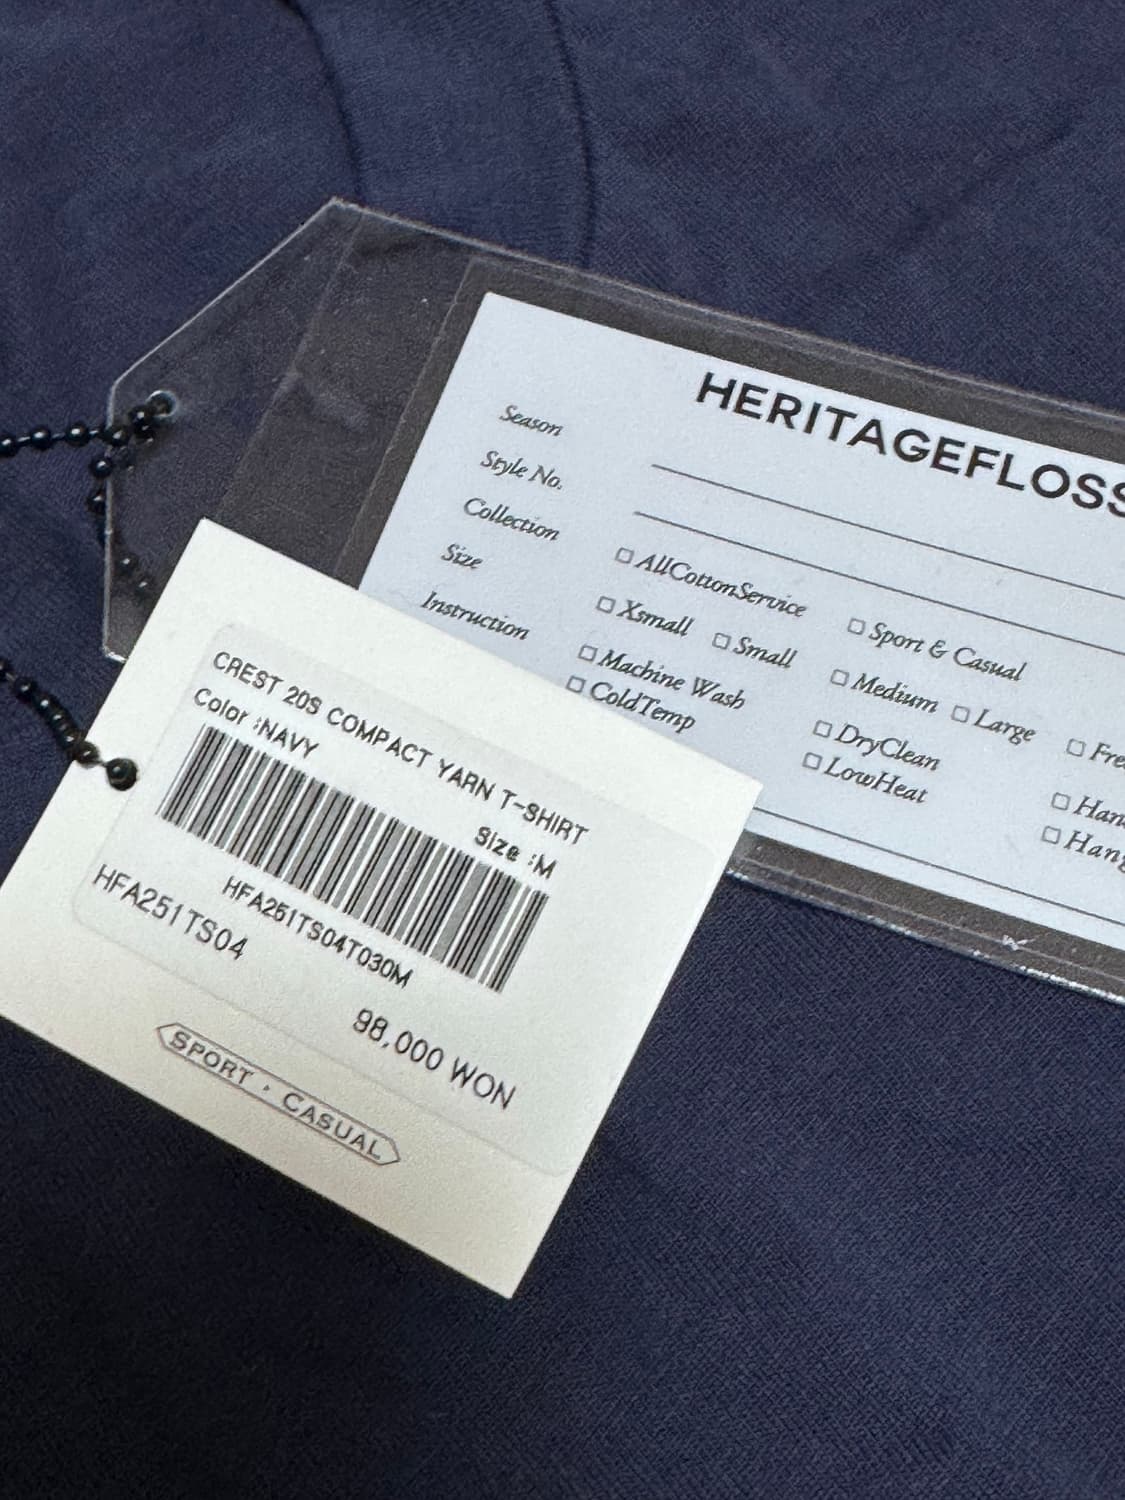 HERITAGEFLOSS
Season
Style No.
Collection
□ AllCottonService □ Sport & Casual
Size
□ Xsmall □ Small □ Medium □ Large
Instruction
□ Machine Wash □ DryClean
□ ColdTemp □ LowHeat
CREST 20S COMPACT YARN T-SHIRT
Color :NAVY Size :M
HFA251TS04T030M
HFA251TS04
98,000 WON
SPORT · CASUAL